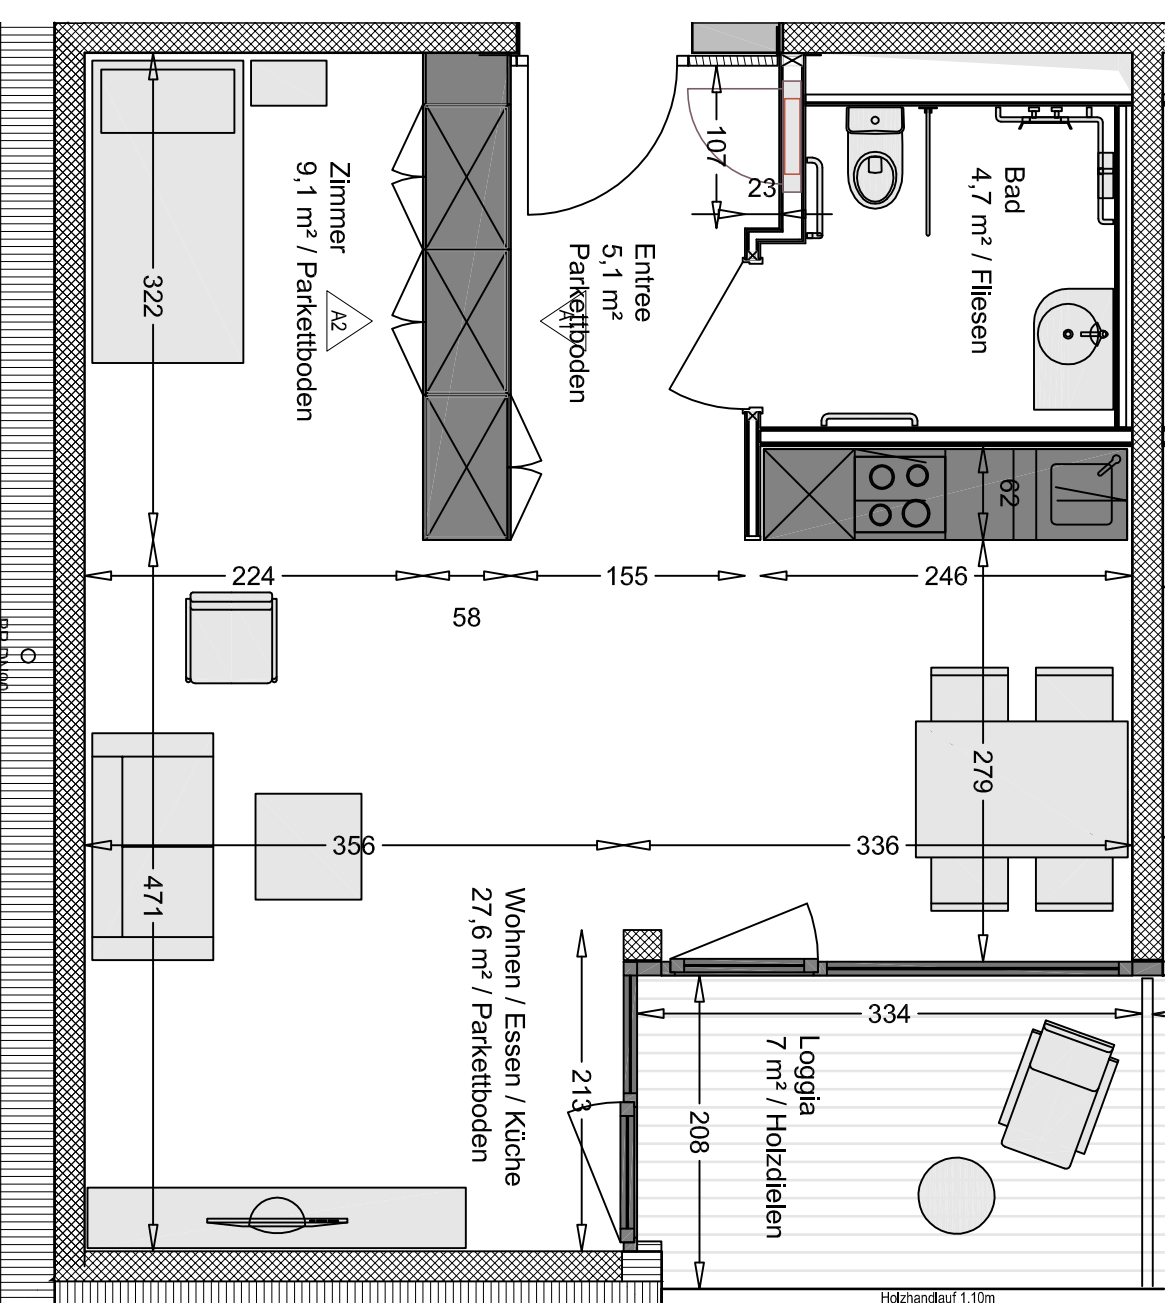 107
23
Bad
4,7 m² / Fliesen
Zimmer
9,1 m² / Parkettboden
Entree
5,1 m²
Parkettboden
322
A2
A1
62
224
155
246
58
279
356
336
471
Wohnen / Essen / Küche
27,6 m² / Parkettboden
334
213
208
Loggia
7 m² / Holzdielen
Holzhandlauf 1.10m